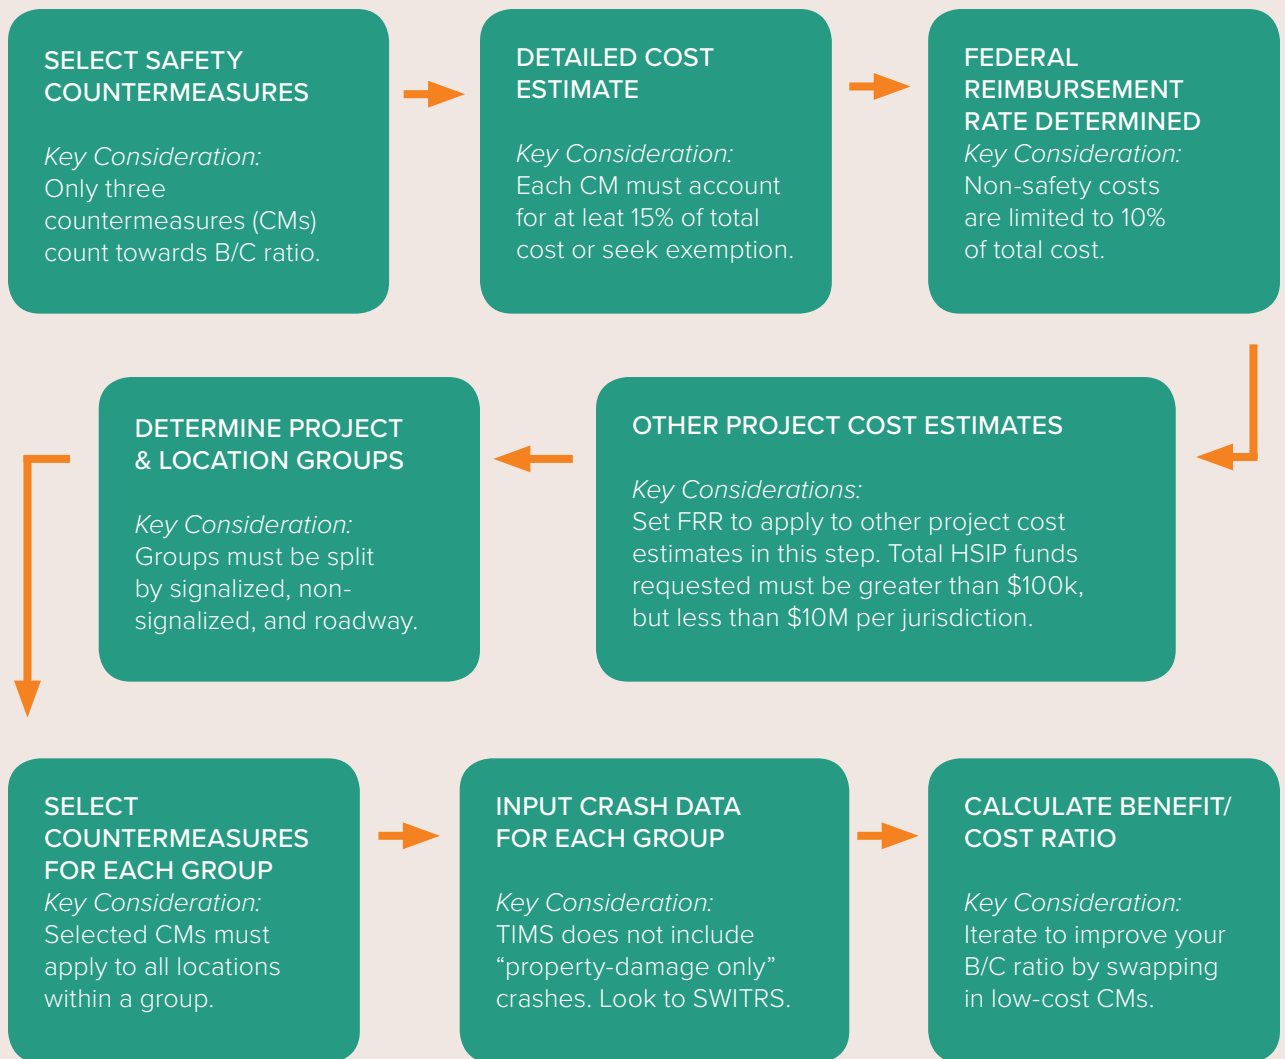 SELECT SAFETY
COUNTERMEASURES
Key Consideration:
Only three
countermeasures (CMs)
count towards B/C ratio.
DETAILED COST
ESTIMATE
Key Consideration:
Each CM must account
for at leat 15% of total
cost or seek exemption.
FEDERAL
REIMBURSEMENT
RATE DETERMINED
Key Consideration:
Non-safety costs
are limited to 10%
of total cost.
OTHER PROJECT COST ESTIMATES
Key Considerations:
Set FRR to apply to other project cost
estimates in this step. Total HSIP funds
requested must be greater than $100k,
but less than $10M per jurisdiction.
DETERMINE PROJECT
& LOCATION GROUPS
Key Consideration:
Groups must be split
by signalized, non-
signalized, and roadway.
SELECT
COUNTERMEASURES
FOR EACH GROUP
Key Consideration:
Selected CMs must
apply to all locations
within a group.
INPUT CRASH DATA
FOR EACH GROUP
Key Consideration:
TIMS does not include
“property-damage only”
crashes. Look to SWITRS.
CALCULATE BENEFIT/
COST RATIO
Key Consideration:
Iterate to improve your
B/C ratio by swapping
in low-cost CMs.